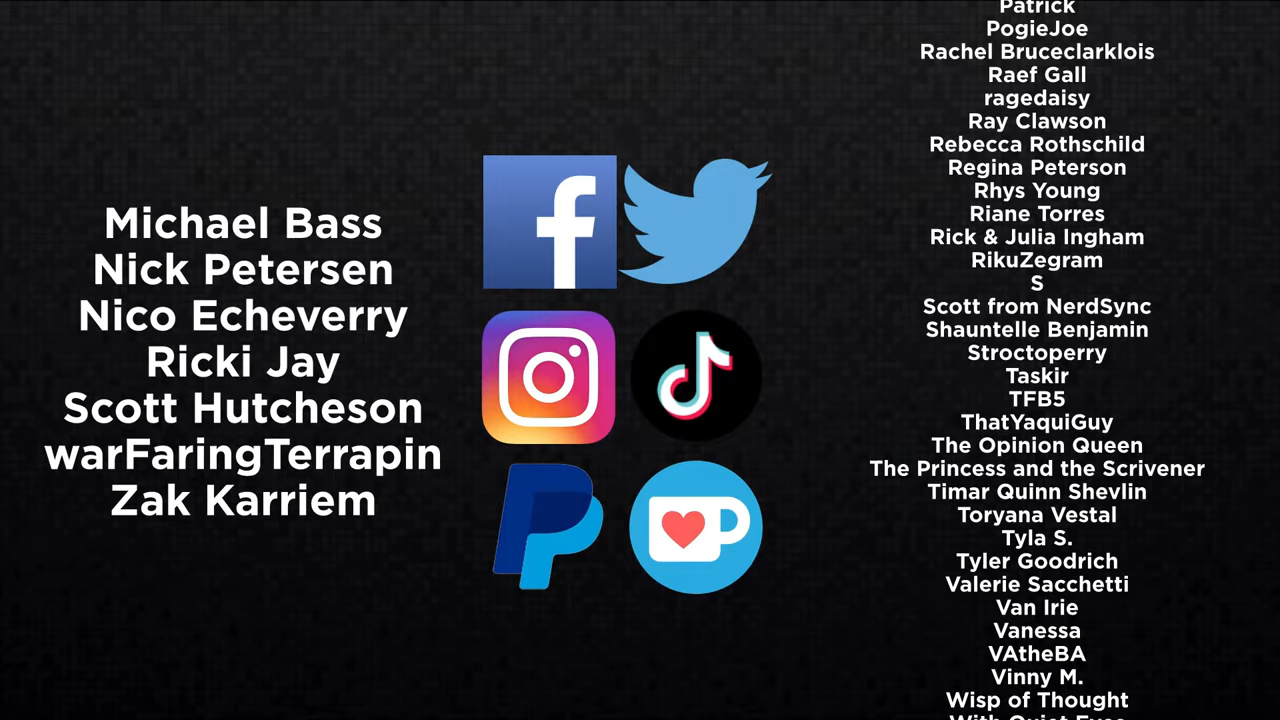 Michael Bass
Nick Petersen
Nico Echeverry
Ricki Jay
Scott Hutcheson
warFaringTerrapin
Zak Karriem
Patrick
PogieJoe
Rachel Bruceclarklois
Raef Gall
ragedaisy
Ray Clawson
Rebecca Rothschild
Regina Peterson
Rhys Young
Riane Torres
Rick & Julia Ingham
RikuZegram
S
Scott from NerdSync
Shauntelle Benjamin
Stroctoperry
Taskir
TFB5
ThatYaquiGuy
The Opinion Queen
The Princess and the Scrivener
Timar Quinn Shevlin
Toryana Vestal
Tyla S.
Tyler Goodrich
Valerie Sacchetti
Van Irie
Vanessa
VAtheBA
Vinny M.
Wisp of Thought
With Quiet Eyes